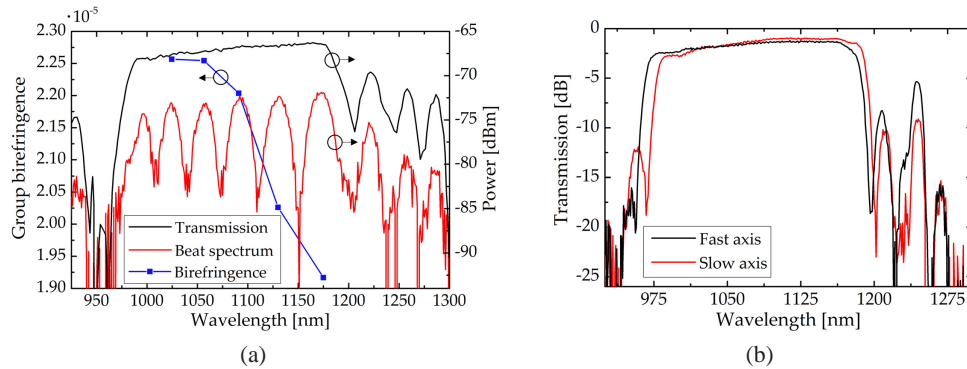 ·10⁻⁵
2.30
2.25
2.20
2.15
2.10
2.05
2.00
1.95
1.90
Group birefringence
-65
-70
-75
-80
-85
-90
Power [dBm]
Transmission
Beat spectrum
Birefringence
950 1000 1050 1100 1150 1200 1250 1300
Wavelength [nm]
(a)
0
-5
-10
-15
-20
-25
Transmission [dB]
Fast axis
Slow axis
975 1050 1125 1200 1275
Wavelength [nm]
(b)